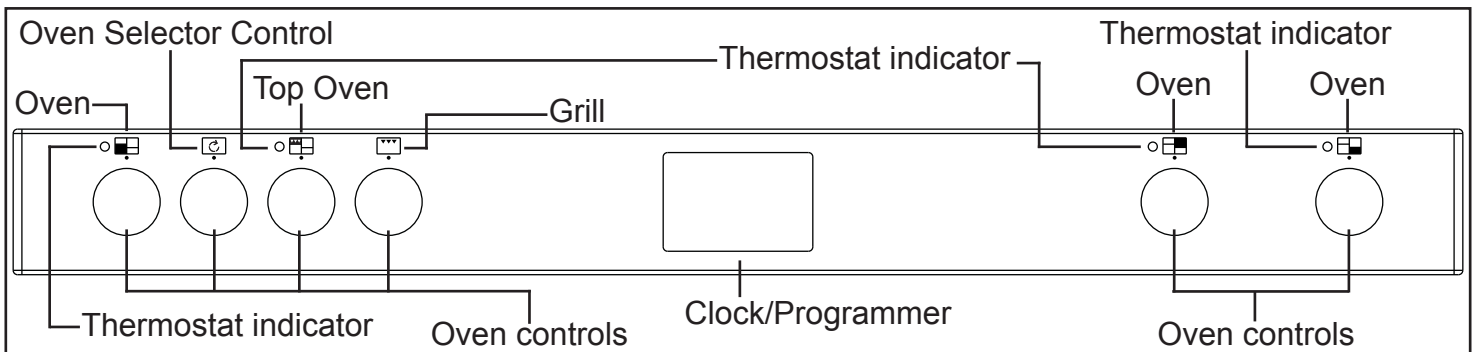 Oven Selector Control
Thermostat indicator
Thermostat indicator
Top Oven
Oven
Oven
Oven
Grill
Thermostat indicator
Oven controls
Clock/Programmer
Oven controls